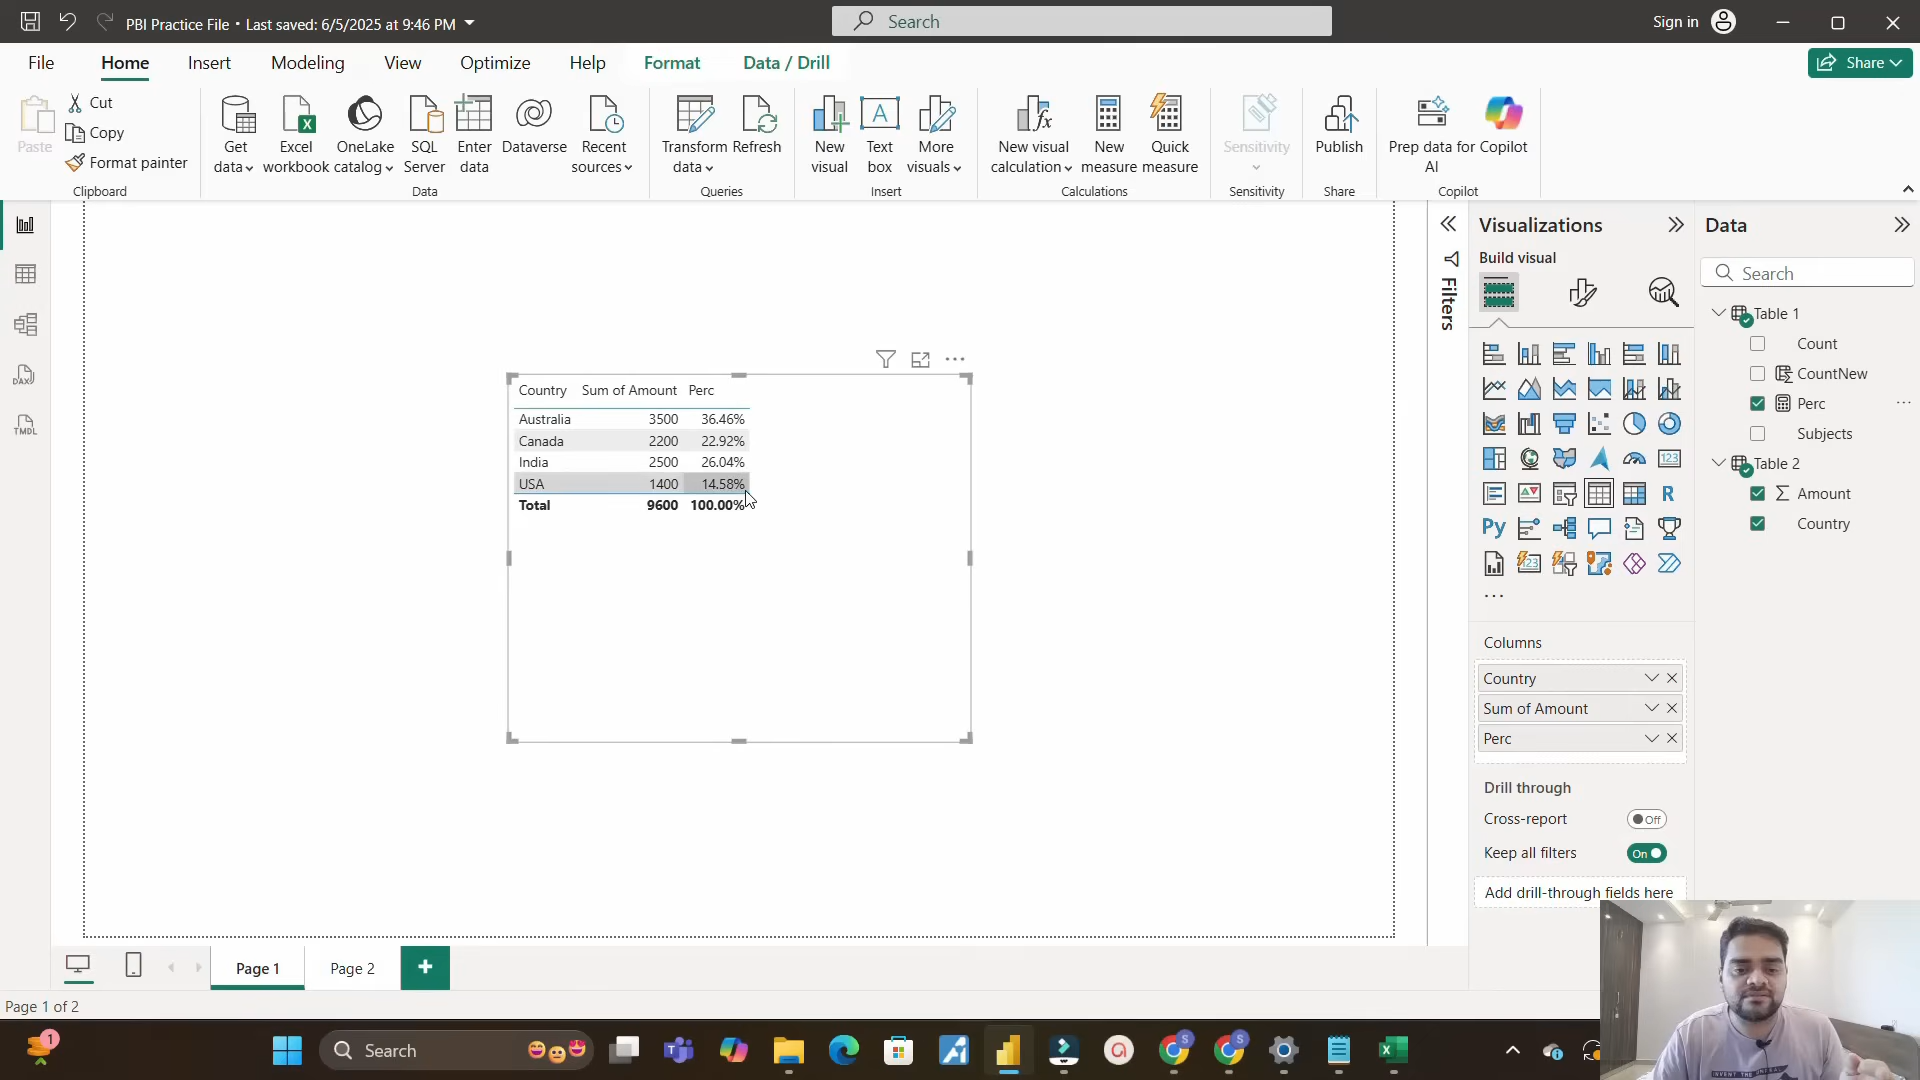 PBI Practice File • Last saved: 6/5/2025 at 9:46 PM
Search
Sign in
File
Home
Insert
Modeling
View
Optimize
Help
Format
Data / Drill
Share
Paste
Cut
Copy
Format painter
Clipboard
Get data
Excel workbook
OneLake catalog
SQL Server
Enter data
Dataverse
Recent sources
Data
Transform data
Refresh
Queries
New visual
Text box
More visuals
Insert
New visual calculation
New measure
Quick measure
Calculations
Sensitivity
Sensitivity
Publish
Share
Prep data for AI
Copilot
Copilot
DAX
TMDL
Country Sum of Amount Perc
Australia 3500 36.46%
Canada 2200 22.92%
India 2500 26.04%
USA 1400 14.58%
Total 9600 100.00%
Filters
Visualizations
Build visual
123
R
Py
123
Columns
Country
Sum of Amount
Perc
Drill through
Cross-report
Off
Keep all filters
On
Add drill-through fields here
Data
Search
Table 1
Count
CountNew
Perc
Subjects
Table 2
Amount
Country
Page 1
Page 2
Page 1 of 2
1
Search